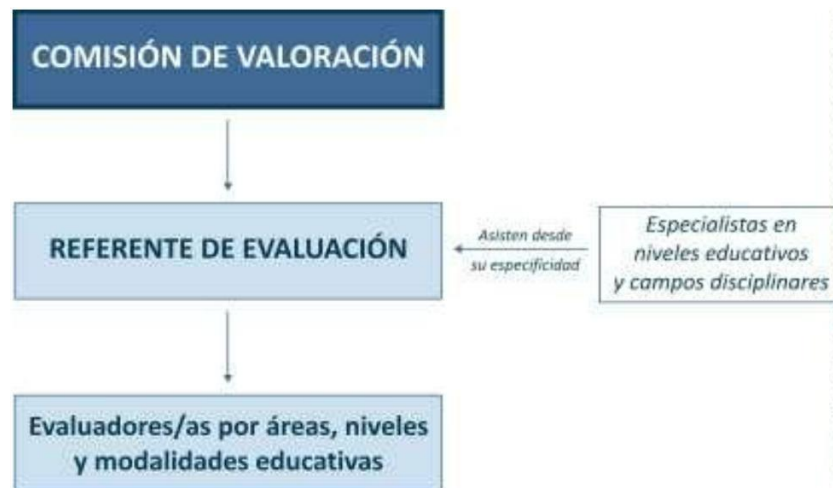 COMISIÓN DE VALORACIÓN
REFERENTE DE EVALUACIÓN
Asisten desde
su especificidad
Especialistas en
niveles educativos
y campos disciplinares
Evaluadores/as por áreas, niveles
y modalidades educativas